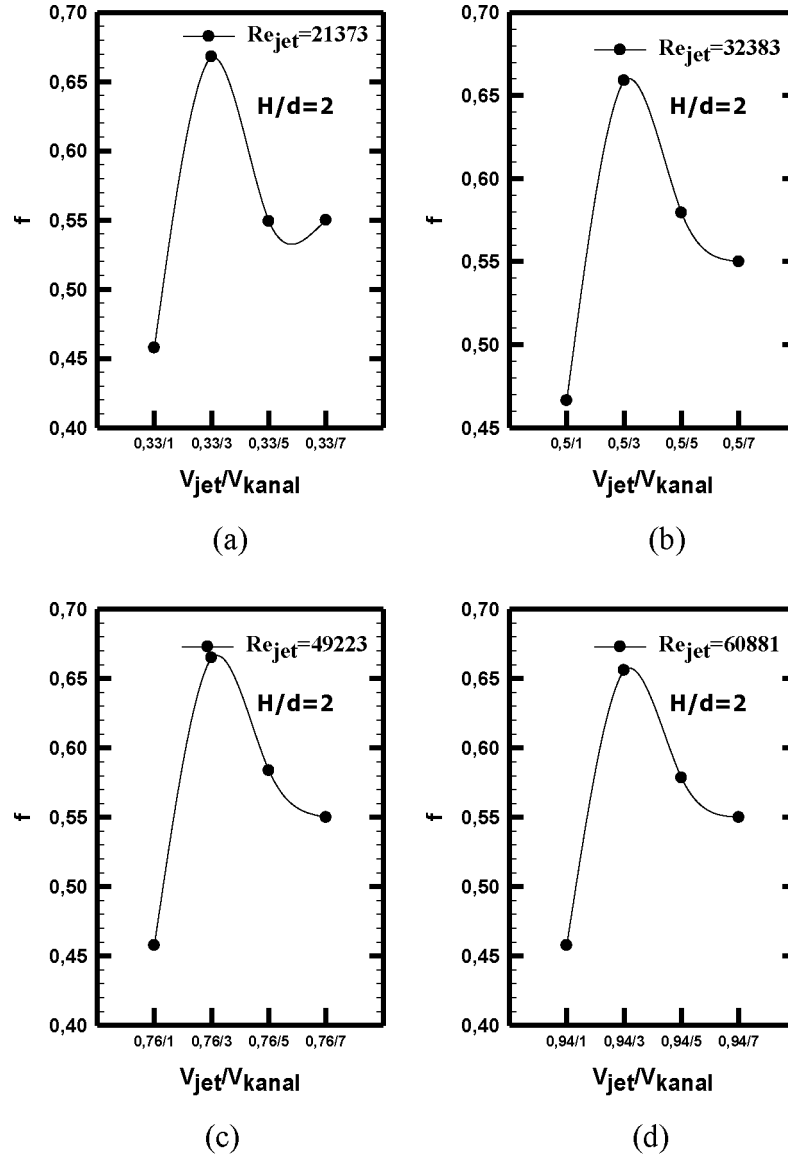 0,70
0,65
0,60
0,55
0,50
0,45
0,40
f
Re_jet=21373
H/d=2
0,33/1 0,33/3 0,33/5 0,33/7
V_jet/V_kanal
(a)
0,70
0,65
0,60
0,55
0,50
0,45
f
Re_jet=32383
H/d=2
0,5/1 0,5/3 0,5/5 0,5/7
V_jet/V_kanal
(b)
0,70
0,65
0,60
0,55
0,50
0,45
0,40
f
Re_jet=49223
H/d=2
0,76/1 0,76/3 0,76/5 0,76/7
V_jet/V_kanal
(c)
0,70
0,65
0,60
0,55
0,50
0,45
0,40
f
Re_jet=60881
H/d=2
0,94/1 0,94/3 0,94/5 0,94/7
V_jet/V_kanal
(d)